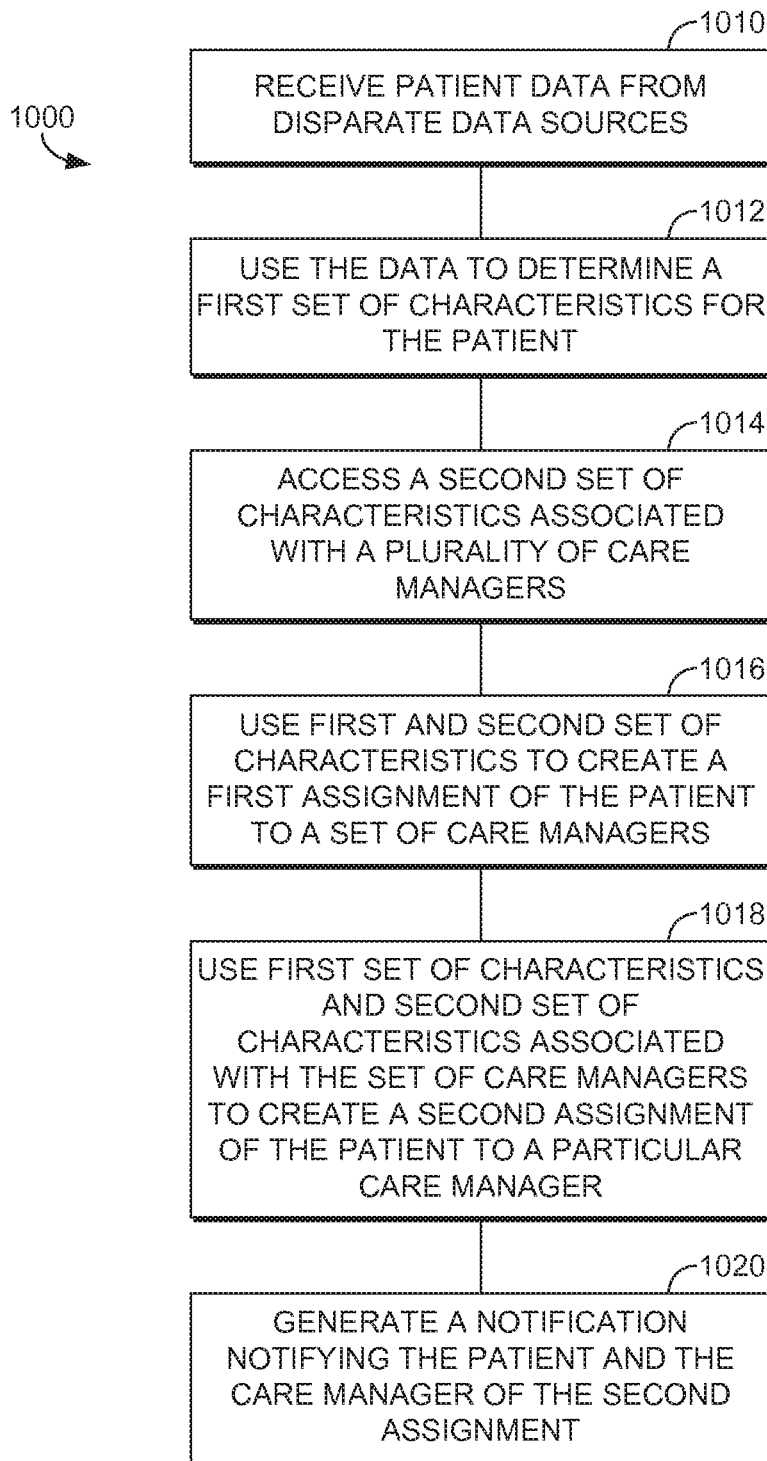 1010
RECEIVE PATIENT DATA FROM
DISPARATE DATA SOURCES
1000
1012
USE THE DATA TO DETERMINE A
FIRST SET OF CHARACTERISTICS FOR
THE PATIENT
1014
ACCESS A SECOND SET OF
CHARACTERISTICS ASSOCIATED
WITH A PLURALITY OF CARE
MANAGERS
1016
USE FIRST AND SECOND SET OF
CHARACTERISTICS TO CREATE A
FIRST ASSIGNMENT OF THE PATIENT
TO A SET OF CARE MANAGERS
1018
USE FIRST SET OF CHARACTERISTICS
AND SECOND SET OF
CHARACTERISTICS ASSOCIATED
WITH THE SET OF CARE MANAGERS
TO CREATE A SECOND ASSIGNMENT
OF THE PATIENT TO A PARTICULAR
CARE MANAGER
1020
GENERATE A NOTIFICATION
NOTIFYING THE PATIENT AND THE
CARE MANAGER OF THE SECOND
ASSIGNMENT